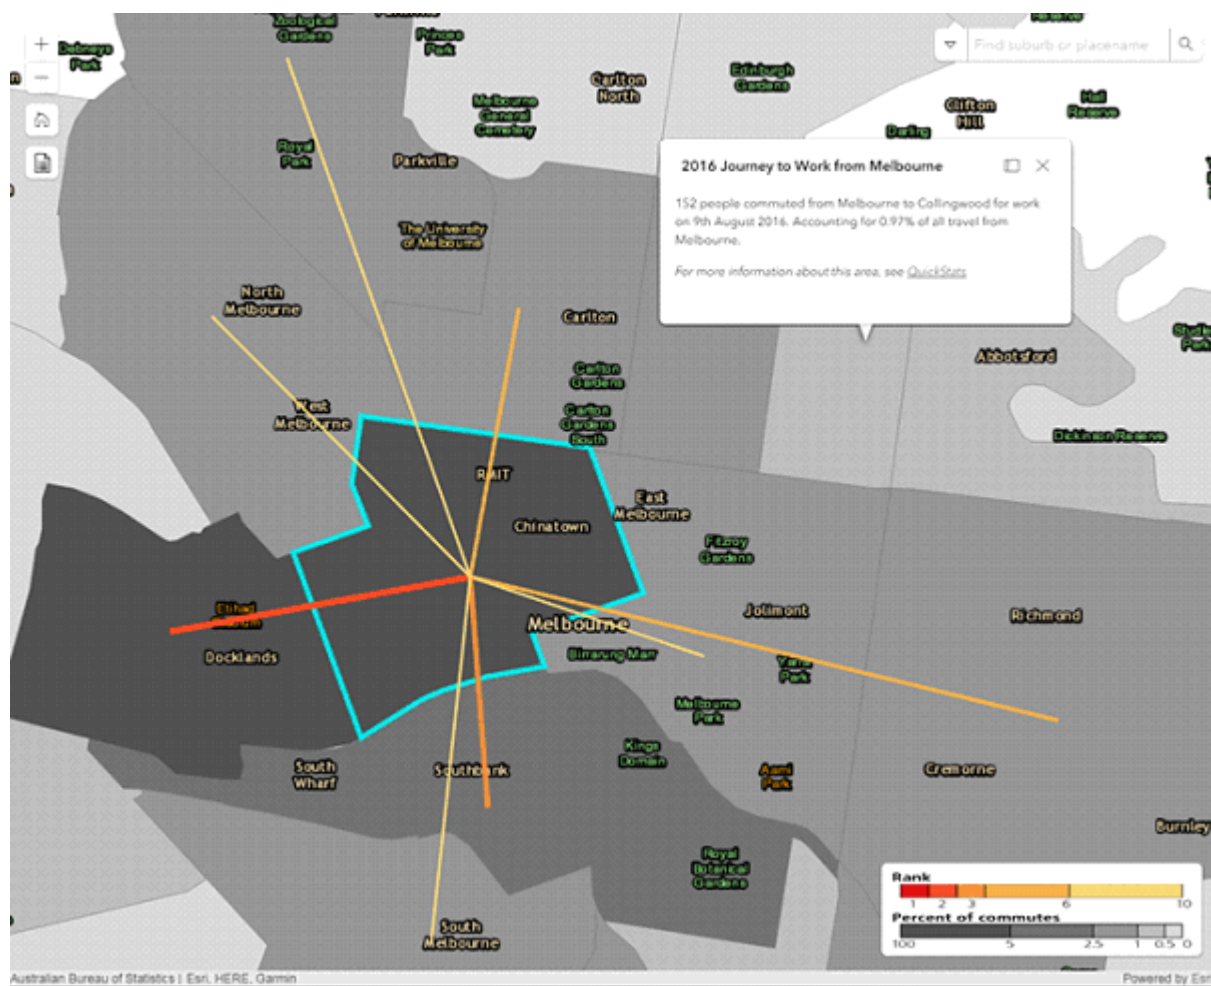 Zoological
Gardens
Princes
Park
Reserve
Debneys
Park
Find suburb or placename
Carlton
North
Edinburgh
Gardens
Melbourne
General
Cemetery
Clifton
Hill
Hall
Reserve
Darling
Royal
Park
Parkville
2016 Journey to Work from Melbourne
152 people commuted from Melbourne to Collingwood for work
on 9th August 2016. Accounting for 0.97% of all travel from
Melbourne.
For more information about this area, see QuickStats
The University
of Melbourne
North
Melbourne
Carlton
Abbotsford
Carlton
Gardens
West
Melbourne
Carlton
Gardens
South
Dickinson Reserve
RMIT
East
Melbourne
Chinatown
Fitzroy
Gardens
Etihad
Stadium
Jolimont
Richmond
Melbourne
Docklands
Birrarung Marr
Yarra
Park
Melbourne
Park
Kings
Domain
South
Wharf
Southbank
Aami
Park
Cremorne
Burnley
Royal
Botanical
Gardens
Rank
1 2 3 6 10
Percent of commutes
100 5 2.5 1 0.5 0
South
Melbourne
Australian Bureau of Statistics | Esri, HERE, Garmin
Powered by Esri